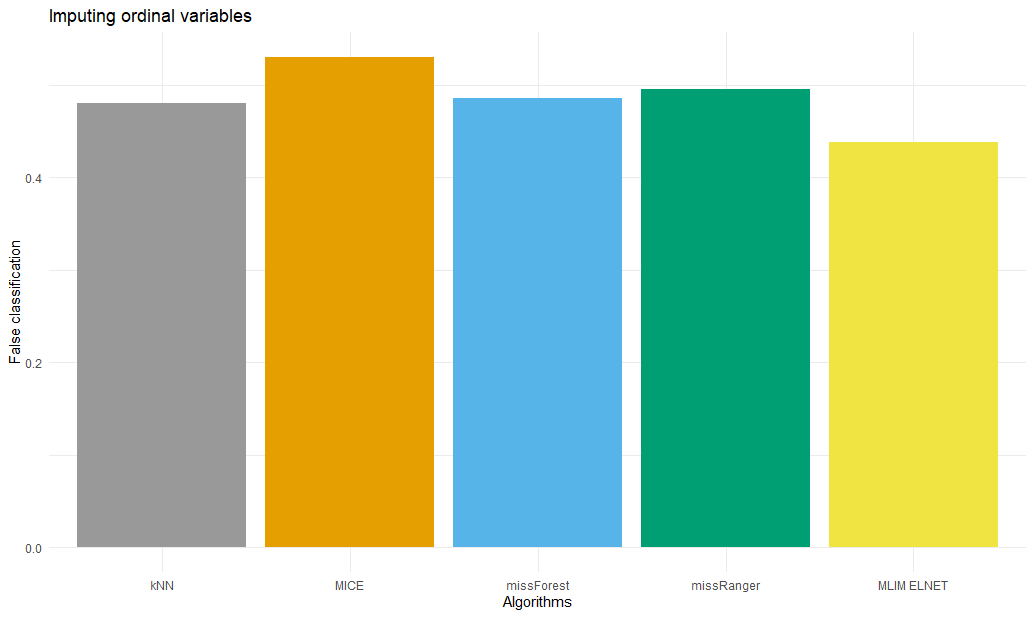 Imputing ordinal variables
False classification
0.4
0.2
0.0
kNN
MICE
missForest
missRanger
MLIM ELNET
Algorithms